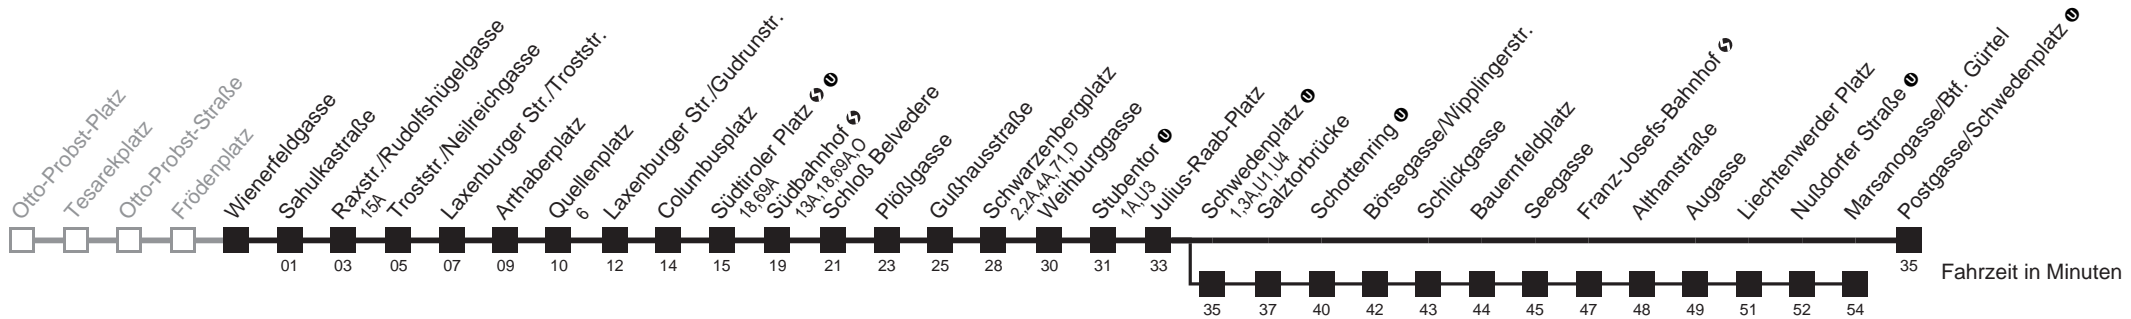 Otto-Probst-Platz
Tesarekplatz
Otto-Probst-Straße
Frödenplatz
Wienerfeldgasse
Sahulkastraße
Raxstr./Rudolfshügelgasse
15A
Troststr./Neilreichgasse
Laxenburger Str./Troststr.
Arthaberplatz
Quellenplatz
6
Laxenburger Str./Gudrunstr.
Columbusplatz
Südtiroler Platz S U
18,69A
Südbahnhof S
13A,18,69A,O
Schloß Belvedere
Plößlgasse
Gußhausstraße
Schwarzenbergplatz
2,2A,4A,71,D
Weihburggasse
Stubentor U
1A,U3
Julius-Raab-Platz
Schwedenplatz U
1,3A,U1,U4
Salztorbrücke
Schottenring U
Börsegasse/Wipplingerstr.
Schlickgasse
Bauernfeldplatz
Seegasse
Franz-Josefs-Bahnhof S
Althanstraße
Augasse
Liechtenwerder Platz
Nußdorfer Straße U
Marsanogasse/Btf. Gürtel
Postgasse/Schwedenplatz U
01 03 05 07 09 10 12 14 15 19 21 23 25 28 30 31 33 35
Fahrzeit in Minuten
35 37 40 42 43 44 45 47 48 49 51 52 54